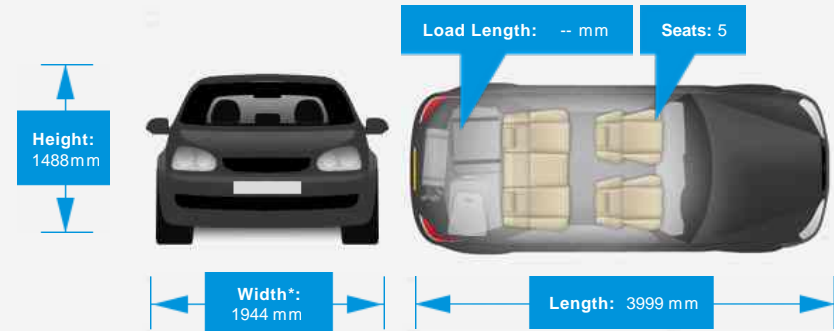 Load Length: -- mm
Seats: 5
Height:
1488mm
Width*:
1944 mm
Length: 3999 mm